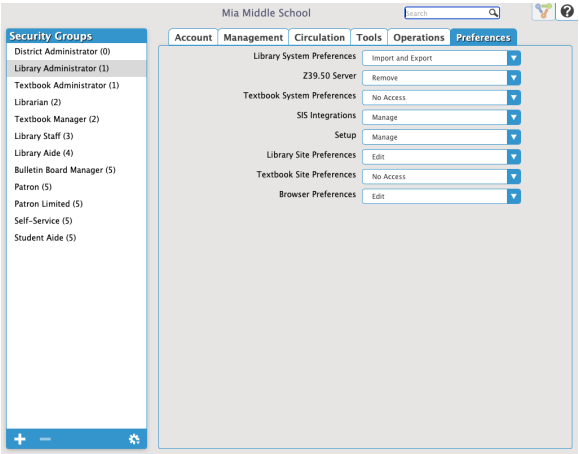 Mia Middle School
Search
Security Groups
District Administrator (0)
Library Administrator (1)
Textbook Administrator (1)
Librarian (2)
Textbook Manager (2)
Library Staff (3)
Library Aide (4)
Bulletin Board Manager (5)
Patron (5)
Patron Limited (5)
Self-Service (5)
Student Aide (5)
Account Management Circulation Tools Operations Preferences
Library System Preferences Import and Export
Z39.50 Server Remove
Textbook System Preferences No Access
SIS Integrations Manage
Setup Manage
Library Site Preferences Edit
Textbook Site Preferences No Access
Browser Preferences Edit